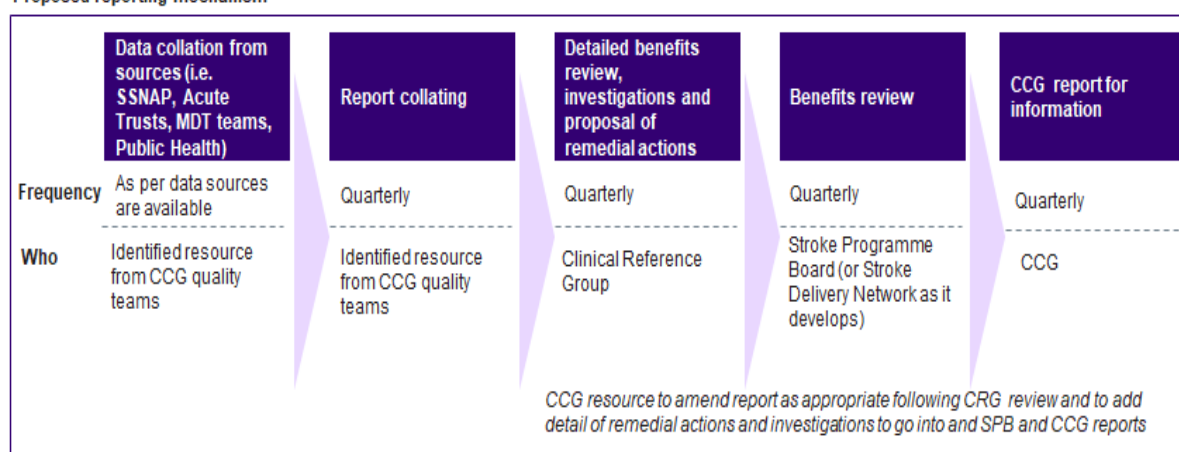 Data collation from
sources (i.e.
SSNAP, Acute
Trusts, MDT teams,
Public Health)
Report collating
Detailed benefits
review,
investigations and
proposal of
remedial actions
Benefits review
CCG report for
information
Frequency
As per data sources
are available
Quarterly
Quarterly
Quarterly
Quarterly
Who
Identified resource
from CCG quality
teams
Identified resource
from CCG quality
teams
Clinical Reference
Group
Stroke Programme
Board (or Stroke
Delivery Network as it
develops)
CCG
CCG resource to amend report as appropriate following CRG review and to add
detail of remedial actions and investigations to go into and SPB and CCG reports